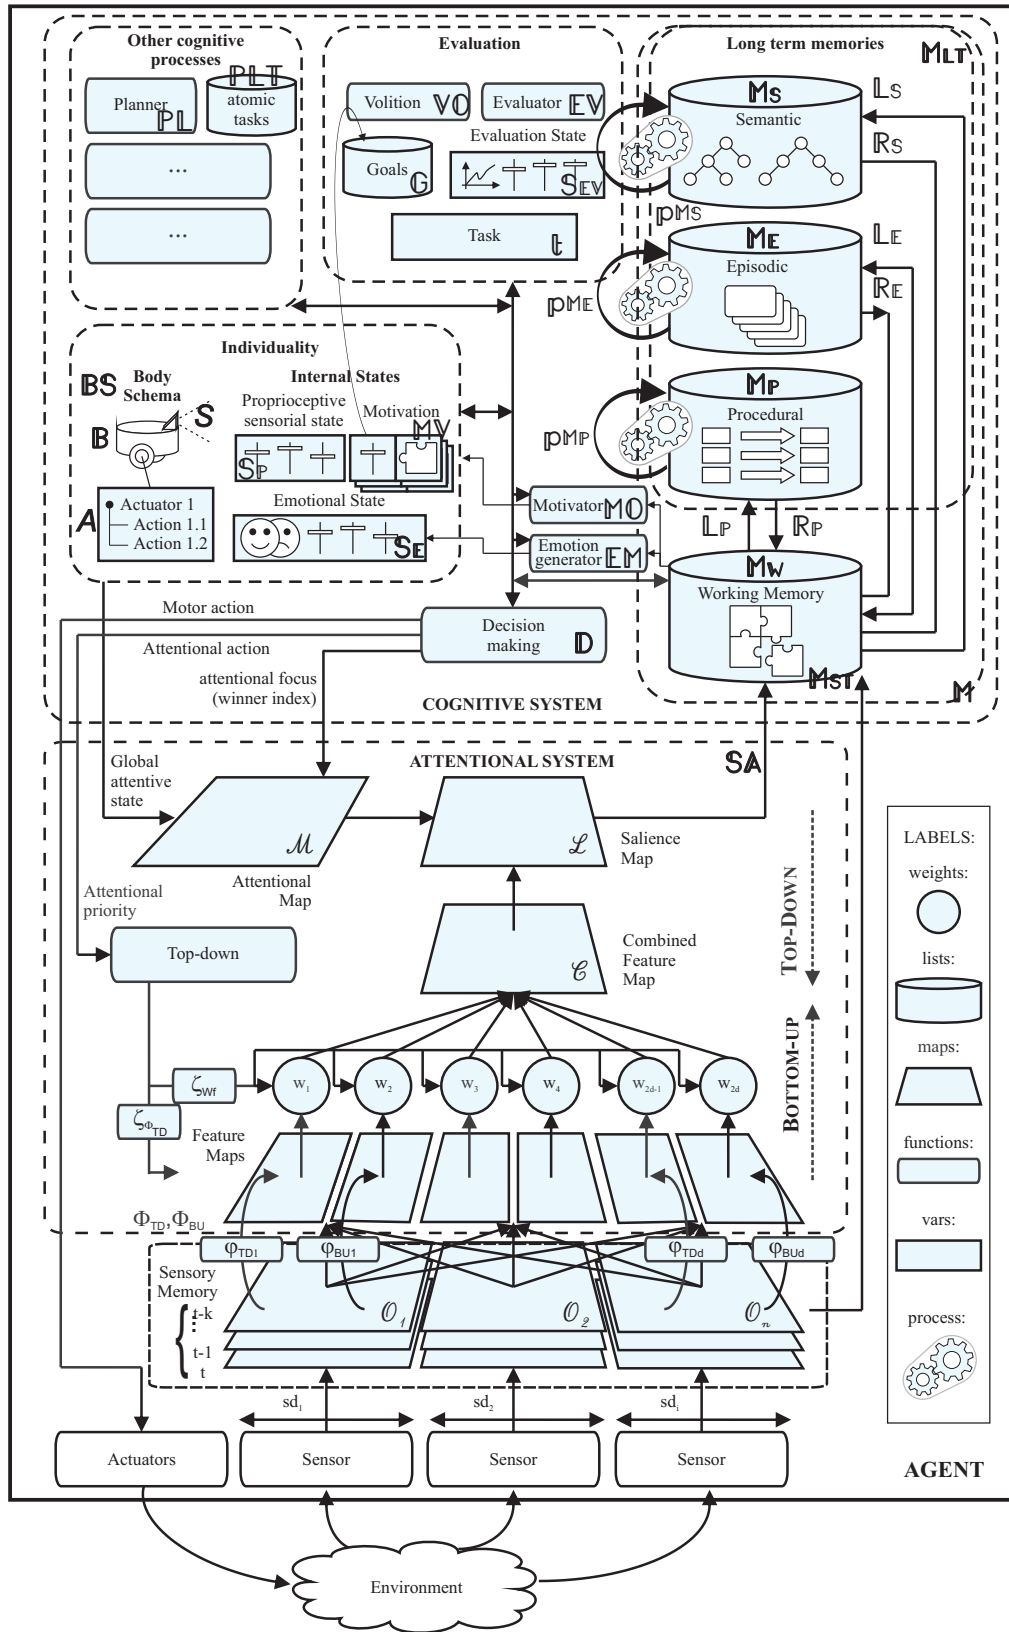 Other cognitive
processes
Planner
PL
PLT
atomic
tasks
...
...
Evaluation
Volition VO
Evaluator EV
Goals G
Evaluation State
SEV
Task t
Long term memories
MLT
MS
Semantic
LS
RS
pMS
ME
Episodic
LE
RE
pME
MP
Procedural
pMP
LP
RP
MW
Working Memory
MST
M
Individuality
BS
Body
Schema
S
B
A
Actuator 1
Action 1.1
Action 1.2
Internal States
Proprioceptive
sensorial state
SP
Motivation
MV
Emotional State
SE
Motivator MO
Emotion
generator EM
Motor action
Attentional action
Decision
making D
attentional focus
(winner index)
COGNITIVE SYSTEM
ATTENTIONAL SYSTEM
SA
Global
attentive
state
ℳ
Attentional
Map
ℒ
Salience
Map
Attentional
priority
Top-down
𝒞
Combined
Feature
Map
TOP-DOWN
BOTTOM-UP
ζWf
ζΦTD
w1
w2
w3
w4
w2d-1
w2d
Feature
Maps
ΦTD,ΦBU
φTD1
φBU1
φTDd
φBUd
Sensory
Memory
t-k
⋮
t-1
t
𝒪1
𝒪2
𝒪n
sd1
sd2
sdi
Actuators
Sensor
Sensor
Sensor
AGENT
Environment
LABELS:
weights:
lists:
maps:
functions:
vars:
process: